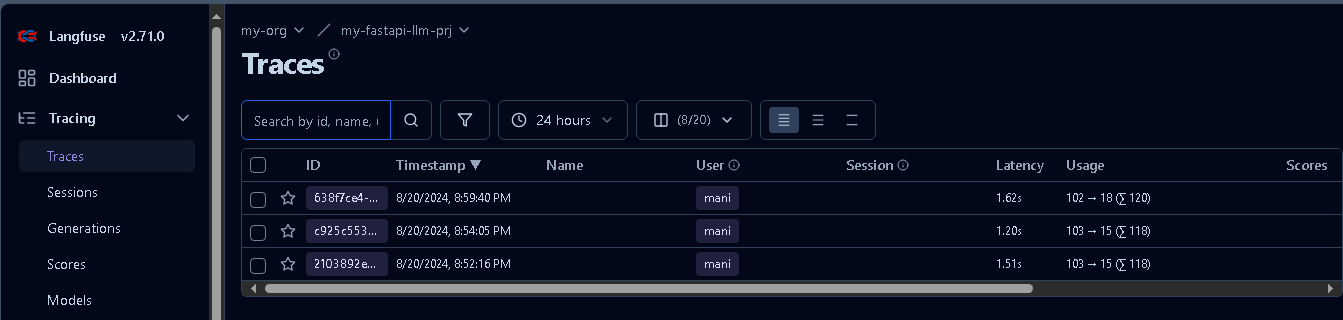 Langfuse v2.71.0
Dashboard
Tracing
Traces
Sessions
Generations
Scores
Models
my-org / my-fastapi-llm-prj
Traces
Search by id, name, u
24 hours
(8/20)
ID Timestamp ▼ Name User Session Latency Usage Scores
638f7ce4-... 8/20/2024, 8:59:40 PM mani 1.62s 102 → 18 (∑ 120)
c925c553... 8/20/2024, 8:54:05 PM mani 1.20s 103 → 15 (∑ 118)
2103892e... 8/20/2024, 8:52:16 PM mani 1.51s 103 → 15 (∑ 118)